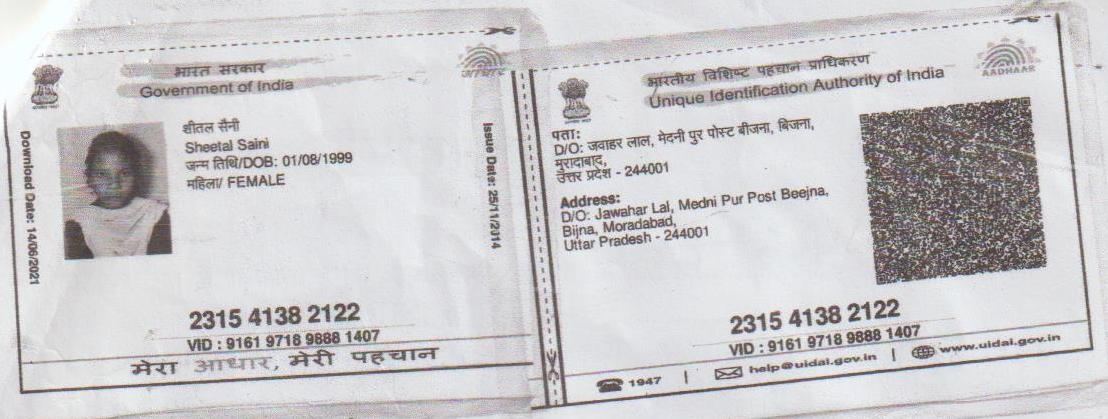 भारत सरकार
Government of India
आधार
Download Date: 14/06/2021
शीतल सैनी
Sheetal Saini
जन्म तिथि/DOB: 01/08/1999
महिला/ FEMALE
Issue Date: 25/11/2014
2315 4138 2122
VID : 9161 9718 9888 1407
मेरा आधार, मेरी पहचान
भारतीय विशिष्ट पहचान प्राधिकरण
Unique Identification Authority of India
AADHAAR
पता:
D/O: जवाहर लाल, मेदनी पुर पोस्ट बीजना, बिजना,
मुरादाबाद,
उत्तर प्रदेश - 244001
Address:
D/O: Jawahar Lal, Medni Pur Post Beejna,
Bijna, Moradabad,
Uttar Pradesh - 244001
2315 4138 2122
VID : 9161 9718 9888 1407
1947 | help@uidai.gov.in | www.uidai.gov.in